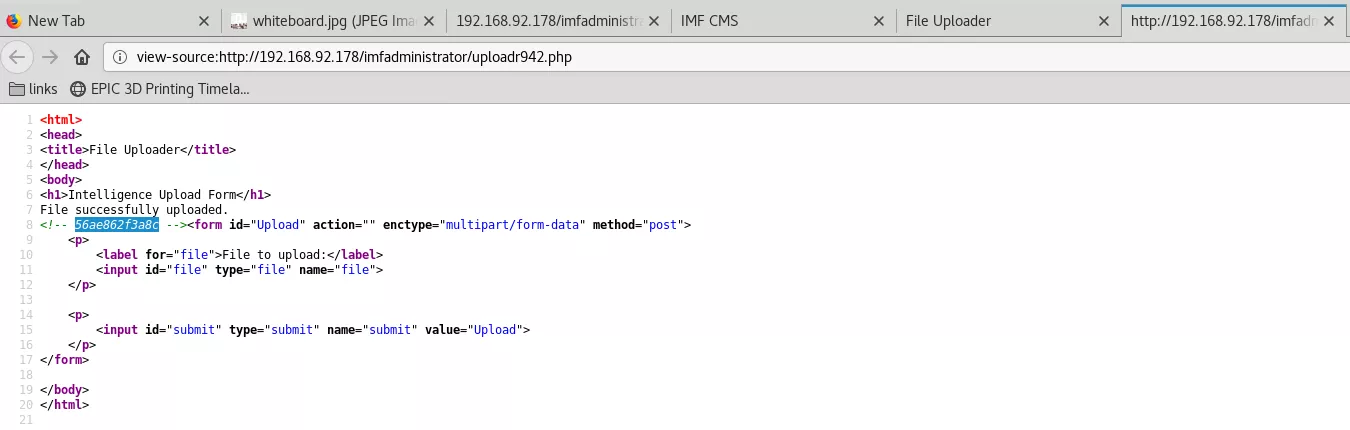 New Tab
whiteboard.jpg (JPEG Ima
192.168.92.178/imfadministra
IMF CMS
File Uploader
http://192.168.92.178/imfadm
view-source:http://192.168.92.178/imfadministrator/uploadr942.php
links
EPIC 3D Printing Timela...
1 <html>
2 <head>
3 <title>File Uploader</title>
4 </head>
5 <body>
6 <h1>Intelligence Upload Form</h1>
7 File successfully uploaded.
8 <!-- 56ae862f3a8c --><form id="Upload" action="" enctype="multipart/form-data" method="post">
9     <p>
10         <label for="file">File to upload:</label>
11         <input id="file" type="file" name="file">
12     </p>
13
14     <p>
15         <input id="submit" type="submit" name="submit" value="Upload">
16     </p>
17 </form>
18
19 </body>
20 </html>
21